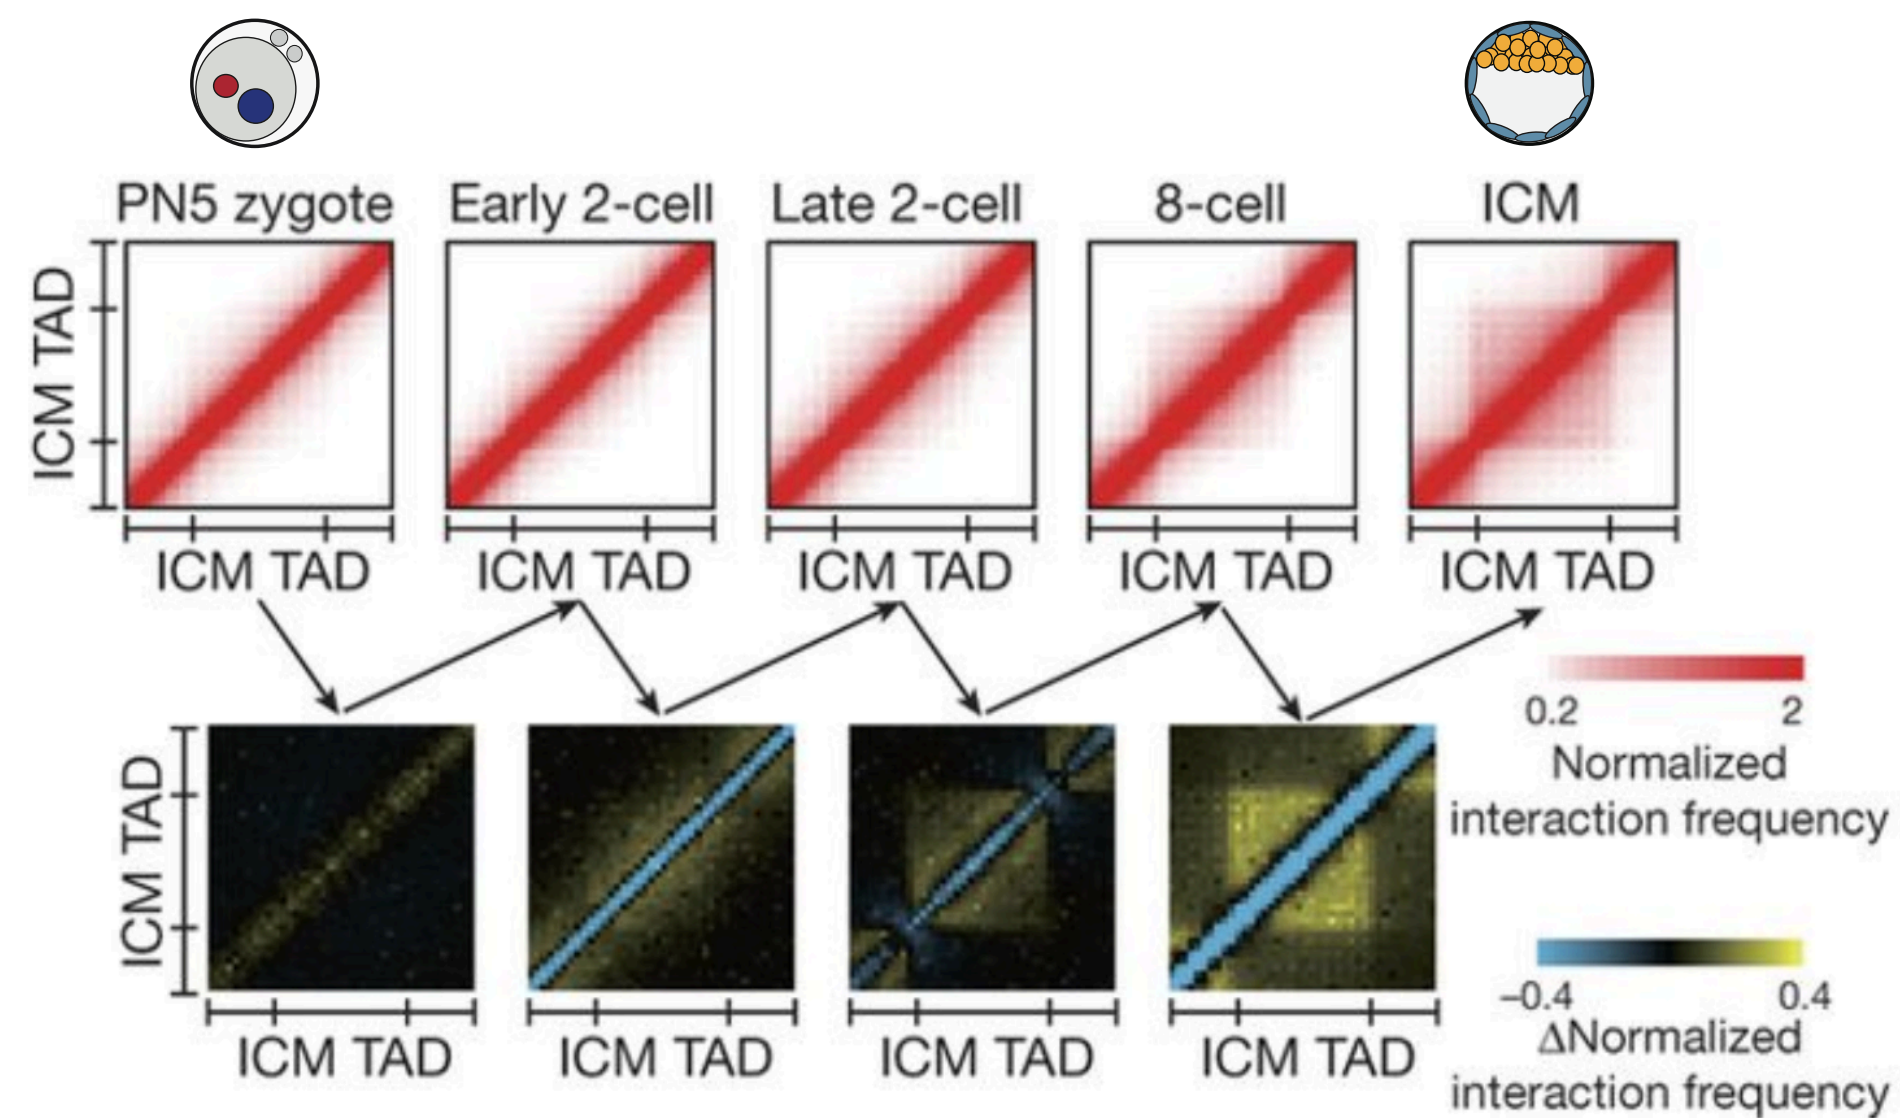 PN5 zygote
Early 2-cell
Late 2-cell
8-cell
ICM
ICM TAD
ICM TAD
ICM TAD
ICM TAD
ICM TAD
ICM TAD
0.2
2
Normalized
interaction frequency
ICM TAD
ICM TAD
ICM TAD
ICM TAD
ICM TAD
−0.4
0.4
ΔNormalized
interaction frequency